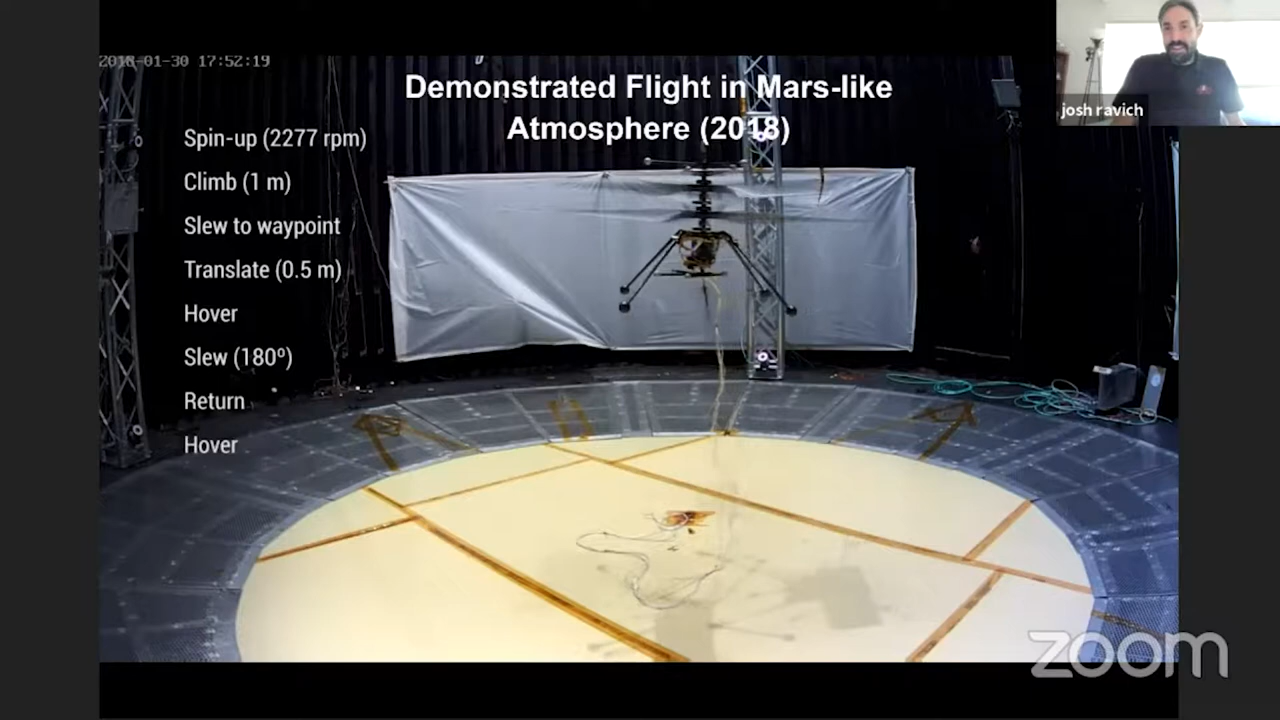 2018-01-30 17:52:19
Demonstrated Flight in Mars-like
Atmosphere (2018)
Spin-up (2277 rpm)
Climb (1 m)
Slew to waypoint
Translate (0.5 m)
Hover
Slew (180º)
Return
Hover
josh ravich
zoom